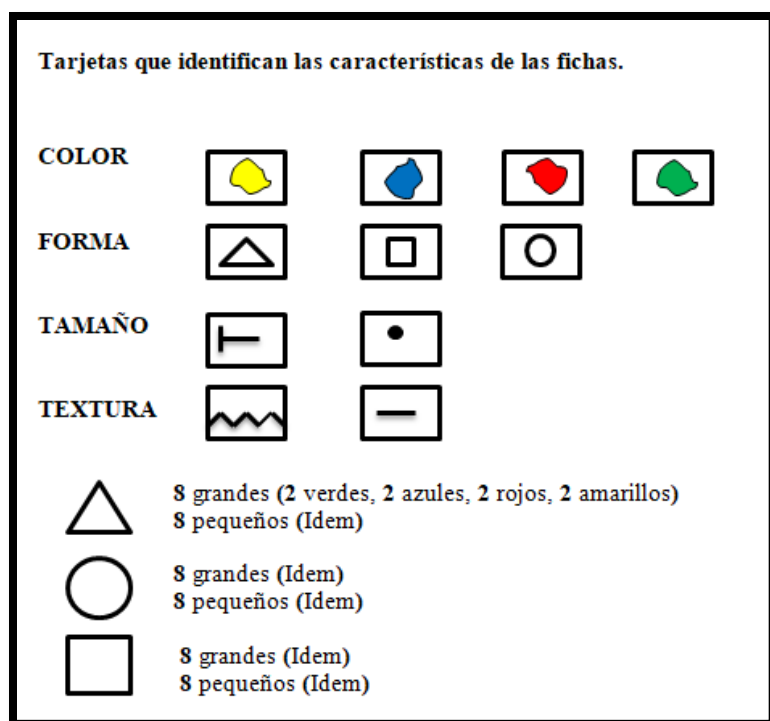 Tarjetas que identifican las características de las fichas.
COLOR
FORMA
TAMAÑO
TEXTURA
8 grandes (2 verdes, 2 azules, 2 rojos, 2 amarillos)
8 pequeños (Idem)
8 grandes (Idem)
8 pequeños (Idem)
8 grandes (Idem)
8 pequeños (Idem)